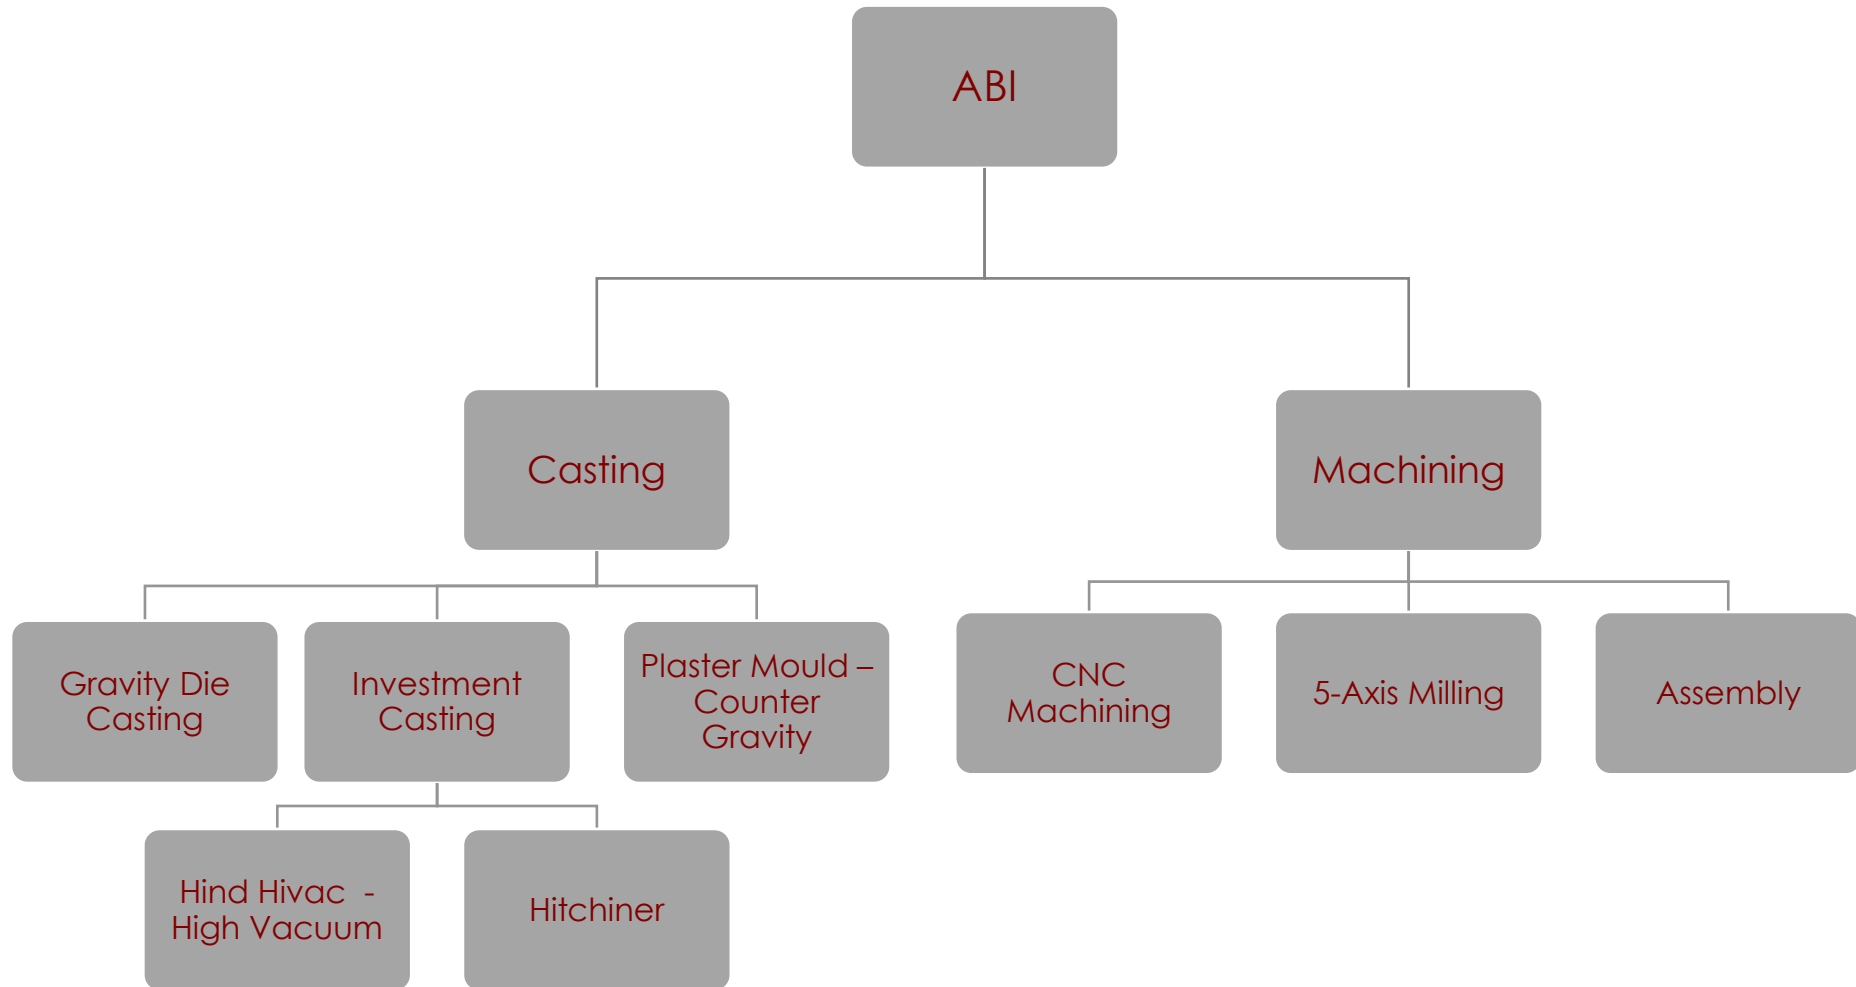 ABI
Casting
Machining
Gravity Die
Casting
Investment
Casting
Plaster Mould –
Counter
Gravity
CNC
Machining
5-Axis Milling
Assembly
Hind Hivac  -
High Vacuum
Hitchiner